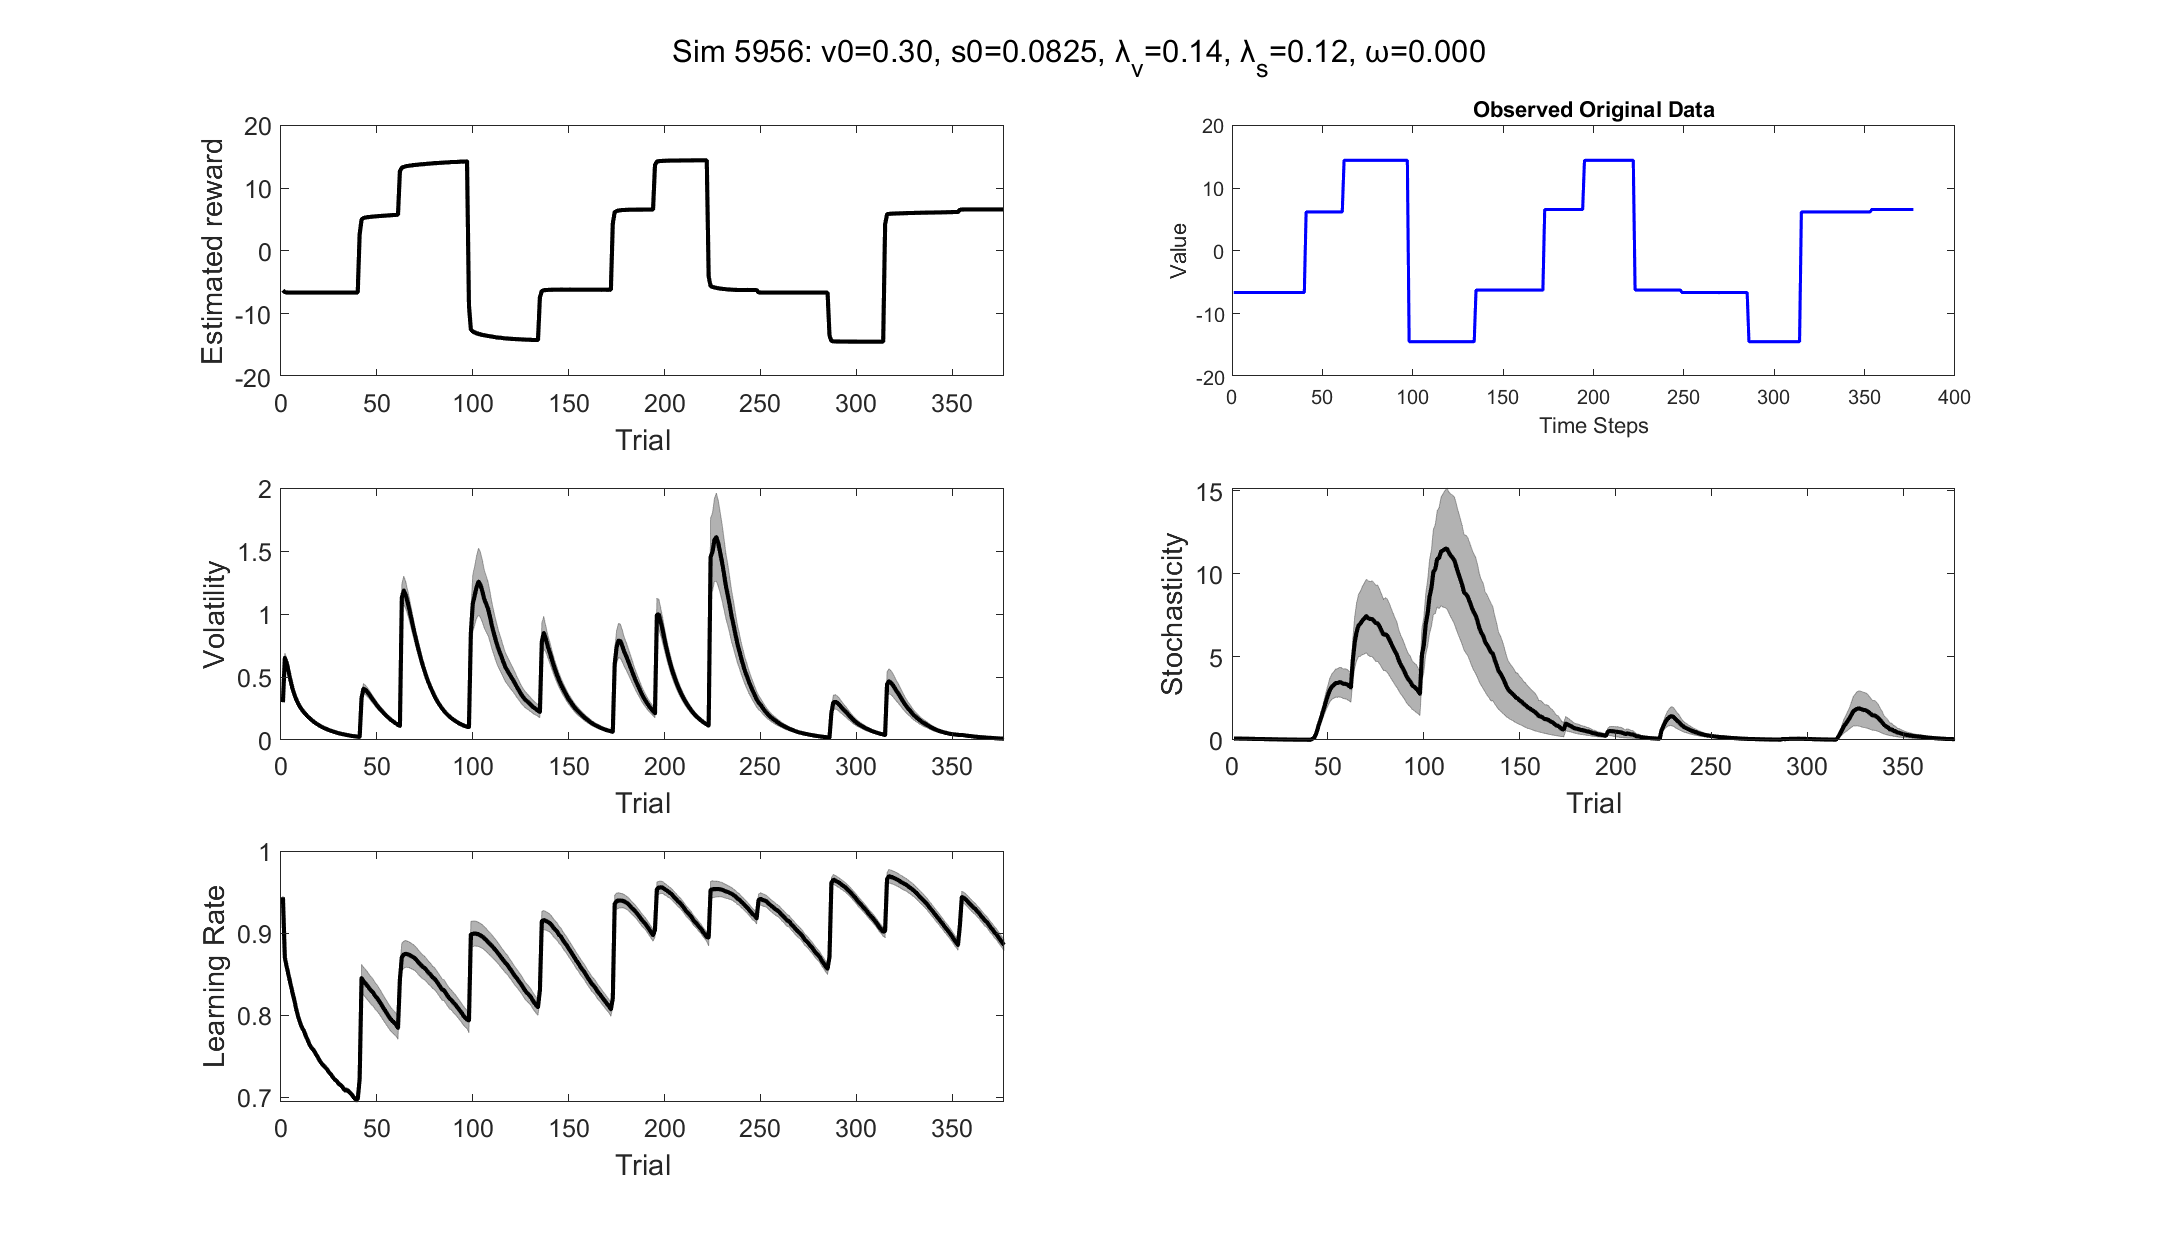 Sim 5956: v0=0.30, s0=0.0825, λ_v=0.14, λ_s=0.12, ω=0.000
Estimated reward
20
10
0
-10
-20
0 50 100 150 200 250 300 350
Trial
Observed Original Data
Value
20
10
0
-10
-20
0 50 100 150 200 250 300 350 400
Time Steps
Volatility
2
1.5
1
0.5
0
0 50 100 150 200 250 300 350
Trial
Stochasticity
15
10
5
0
0 50 100 150 200 250 300 350
Trial
Learning Rate
1
0.9
0.8
0.7
0 50 100 150 200 250 300 350
Trial